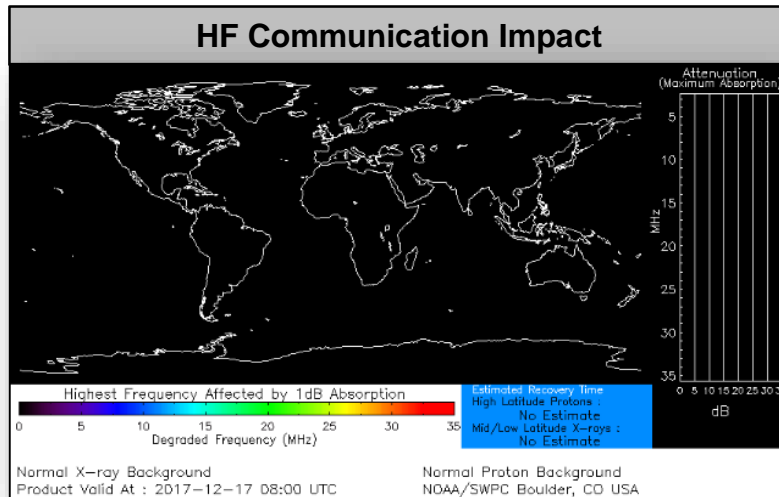 HF Communication Impact
Attenuation
(Maximum Absorption)
5
10
15
20
25
30
35
MHz
0 5 10 15 20 25 30 3
dB
Highest Frequency Affected by 1dB Absorption
0 5 10 15 20 25 30 35
Degraded Frequency (MHz)
Estimated Recovery Time
High Latitude Protons :
No Estimate
Mid/Low Latitude X-rays :
No Estimate
Normal X-ray Background
Product Valid At : 2017-12-17 08:00 UTC
Normal Proton Background
NOAA/SWPC Boulder, CO USA